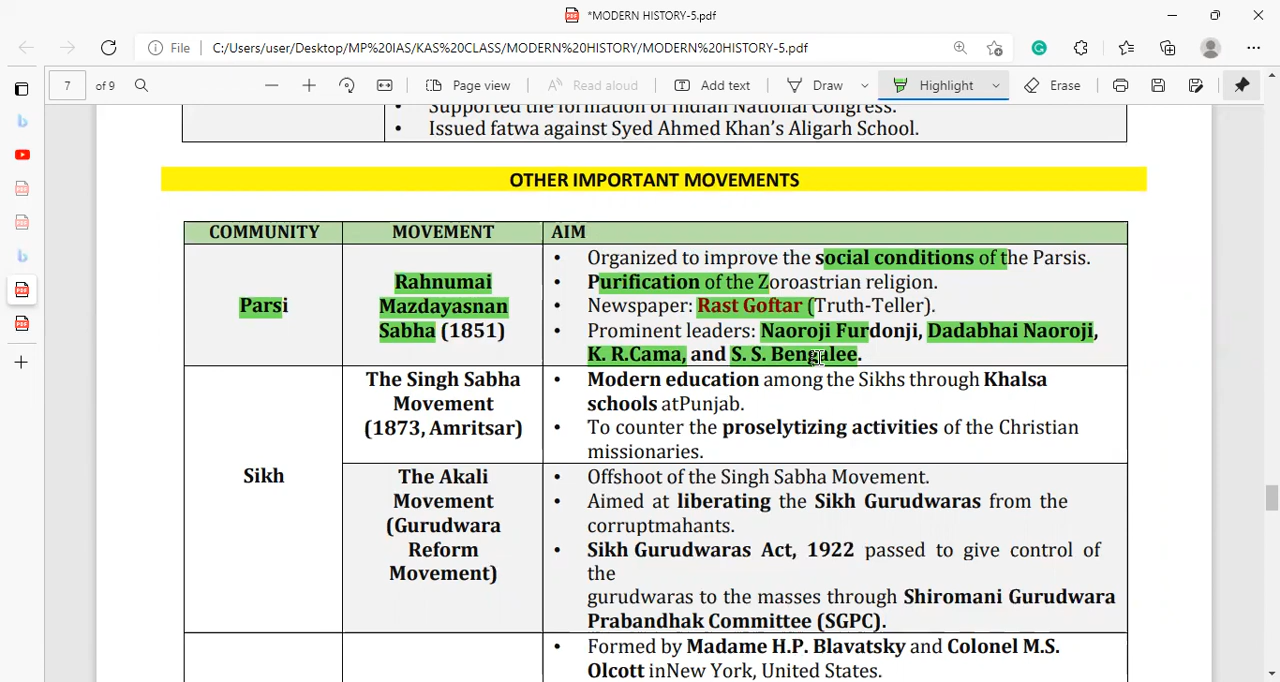 *MODERN HISTORY-5.pdf
File
C:/Users/user/Desktop/MP%20IAS/KAS%20CLASS/MODERN%20HISTORY/MODERN%20HISTORY-5.pdf
7 of 9
Page view
Read aloud
Add text
Draw
Highlight
Erase
Supported the formation of Indian National Congress.
• Issued fatwa against Syed Ahmed Khan's Aligarh School.
OTHER IMPORTANT MOVEMENTS
COMMUNITY MOVEMENT AIM
Parsi
Rahnumai
Mazdayasnan
Sabha (1851)
• Organized to improve the social conditions of the Parsis.
• Purification of the Zoroastrian religion.
• Newspaper: Rast Goftar (Truth-Teller).
• Prominent leaders: Naoroji Furdonji, Dadabhai Naoroji,
K. R.Cama, and S. S. Bengalee.
Sikh
The Singh Sabha
Movement
(1873, Amritsar)
• Modern education among the Sikhs through Khalsa
schools atPunjab.
• To counter the proselytizing activities of the Christian
missionaries.
The Akali
Movement
(Gurudwara
Reform
Movement)
• Offshoot of the Singh Sabha Movement.
• Aimed at liberating the Sikh Gurudwaras from the
corruptmahants.
• Sikh Gurudwaras Act, 1922 passed to give control of
the
gurudwaras to the masses through Shiromani Gurudwara
Prabandhak Committee (SGPC).
• Formed by Madame H.P. Blavatsky and Colonel M.S.
Olcott inNew York, United States.